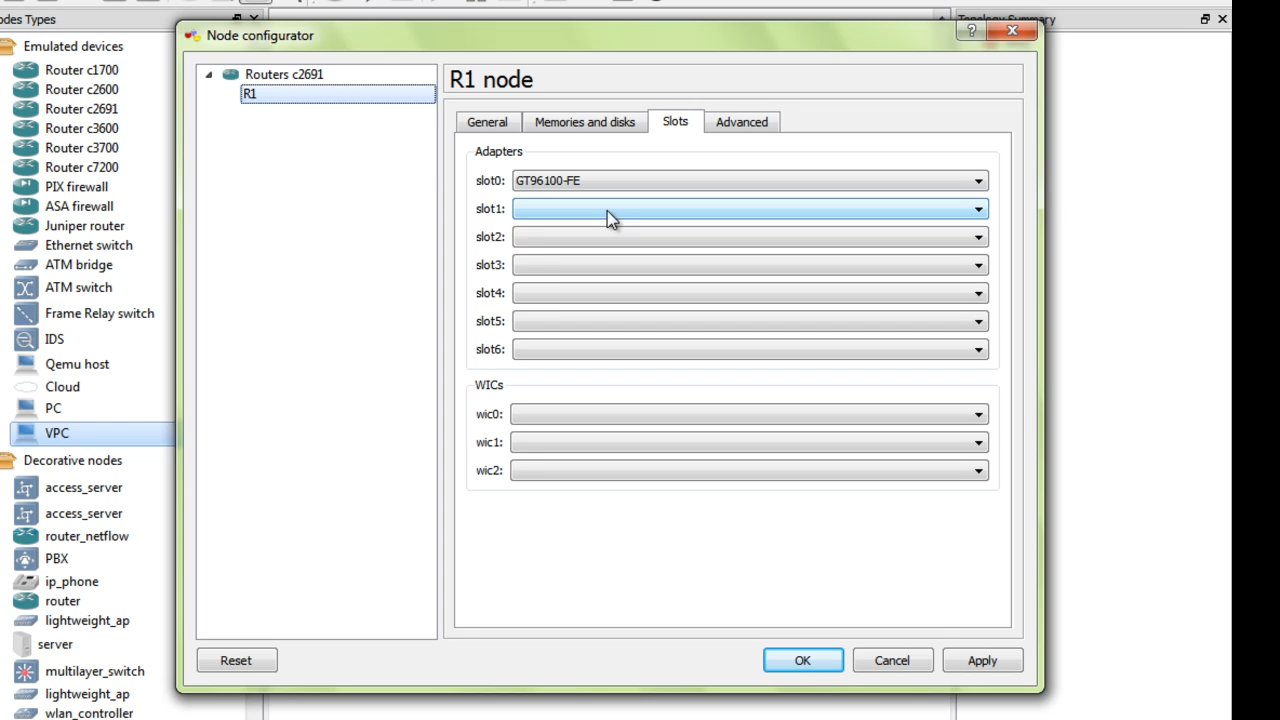 odes Types
Emulated devices
Router c1700
Router c2600
Router c2691
Router c3600
Router c3700
Router c7200
PIX firewall
ASA firewall
Juniper router
Ethernet switch
ATM bridge
ATM switch
Frame Relay switch
IDS
Qemu host
Cloud
PC
VPC
Decorative nodes
access_server
access_server
router_netflow
PBX
ip_phone
router
lightweight_ap
server
multilayer_switch
lightweight_ap
wlan_controller
Node configurator
Routers c2691
R1
R1 node
General
Memories and disks
Slots
Advanced
Adapters
slot0: GT96100-FE
slot1:
slot2:
slot3:
slot4:
slot5:
slot6:
WICs
wic0:
wic1:
wic2:
Reset
OK
Cancel
Apply
Topology Summary